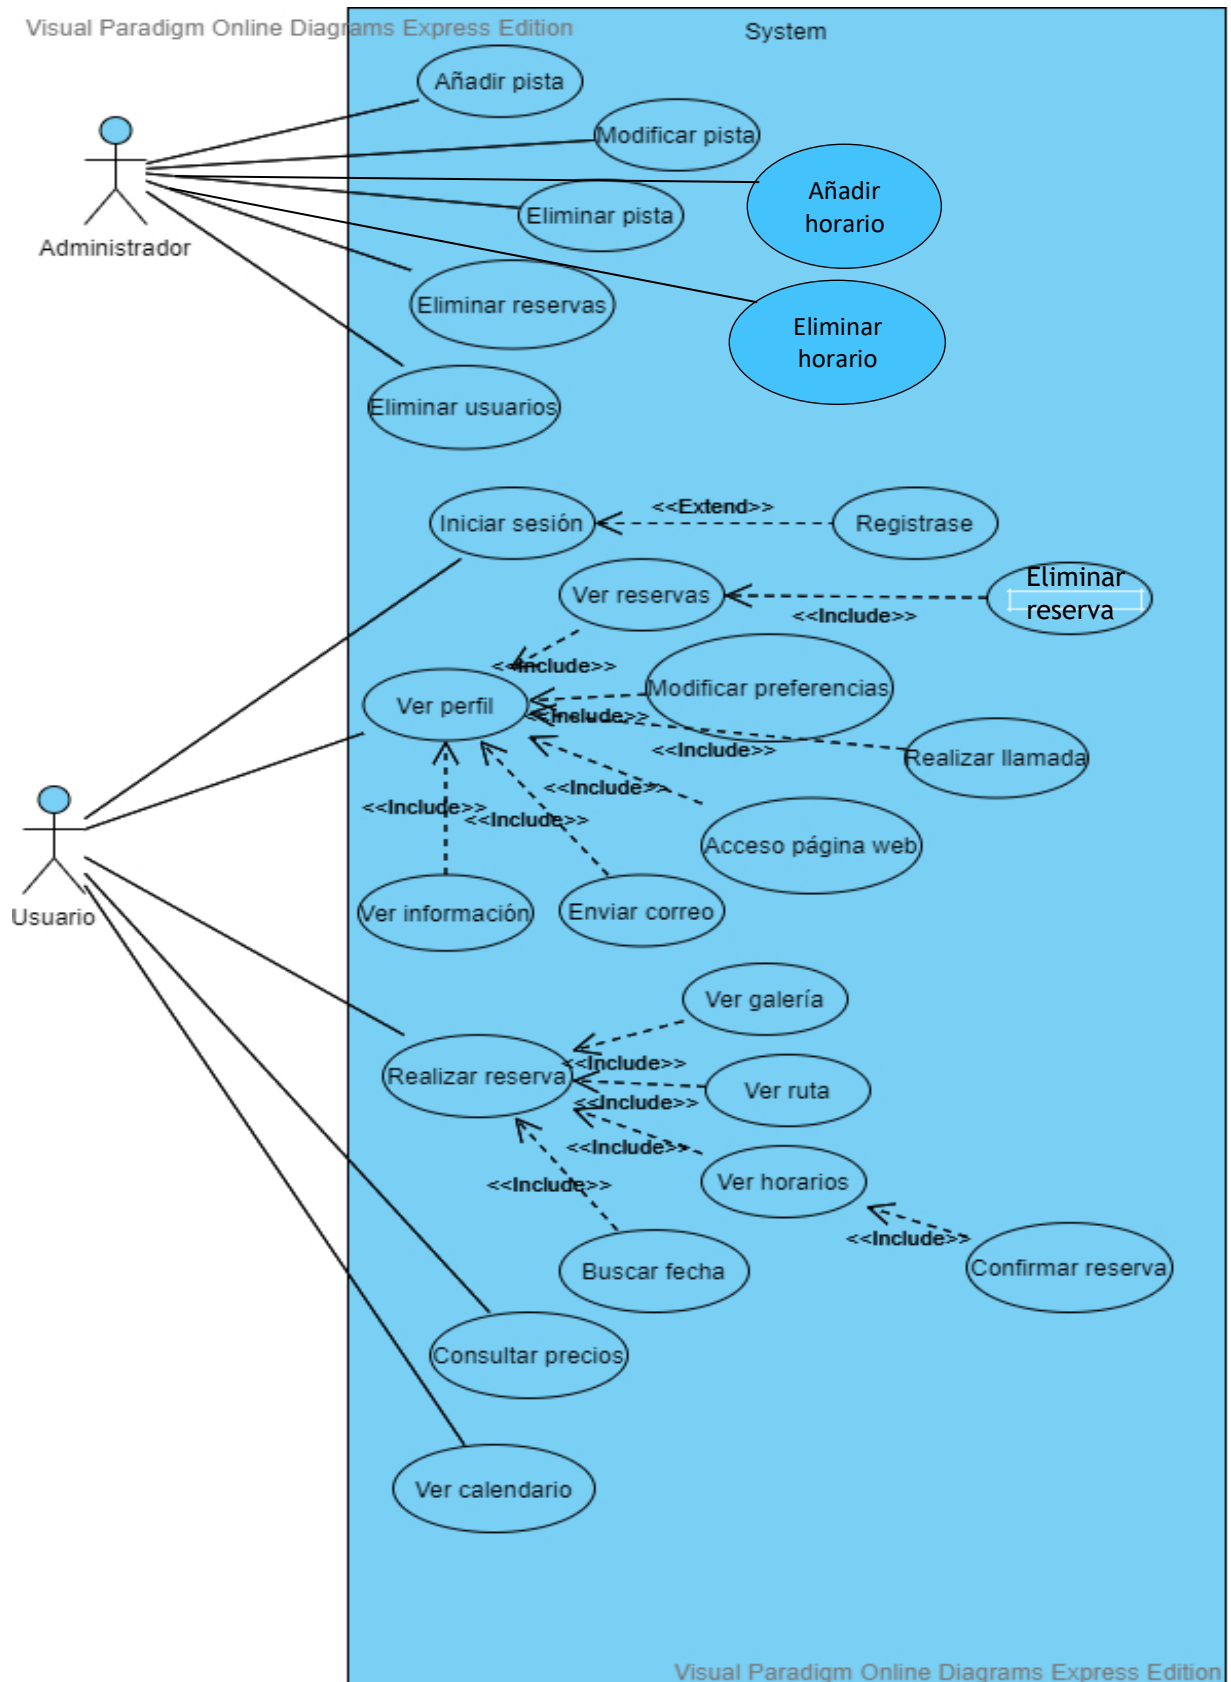 Visual Paradigm Online Diagrams Express Edition
System
Añadir pista
Modificar pista
Añadir
horario
Eliminar pista
Administrador
Eliminar reservas
Eliminar
horario
Eliminar usuarios
Iniciar sesión
<<Extend>>
Registrase
Ver reservas
<<Include>>
Eliminar
reserva
<<Include>>
Modificar preferencias
Ver perfil
<<Include>>
<<Include>>
Realizar llamada
<<Include>>
<<Include>>
<<Include>>
Acceso página web
Usuario
Ver información
Enviar correo
Ver galería
<<Include>>
Realizar reserva
Ver ruta
<<Include>>
<<Include>>
Ver horarios
<<Include>>
<<Include>>
Buscar fecha
Confirmar reserva
Consultar precios
Ver calendario
Visual Paradigm Online Diagrams Express Edition